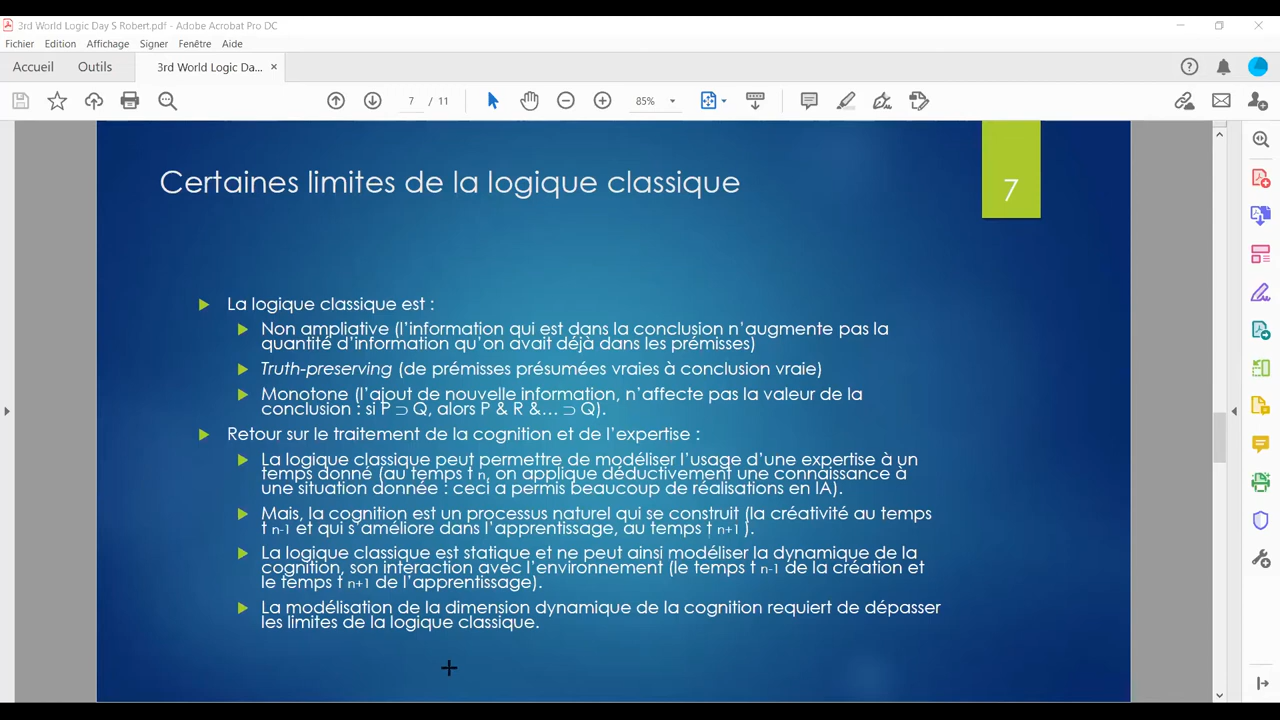 3rd World Logic Day S Robert.pdf - Adobe Acrobat Pro DC
Fichier Edition Affichage Signer Fenêtre Aide
Accueil Outils 3rd World Logic Da... ×
7 / 11 85%
Certaines limites de la logique classique
7
La logique classique est :
Non ampliative (l'information qui est dans la conclusion n'augmente pas la
quantité d'information qu'on avait déjà dans les prémisses)
Truth-preserving (de prémisses présumées vraies à conclusion vraie)
Monotone (l'ajout de nouvelle information, n'affecte pas la valeur de la
conclusion : si P ⊃ Q, alors P & R &... ⊃ Q).
Retour sur le traitement de la cognition et de l'expertise :
La logique classique peut permettre de modéliser l'usage d'une expertise à un
temps donné (au temps t n, on applique déductivement une connaissance à
une situation donnée : ceci a permis beaucoup de réalisations en IA).
Mais, la cognition est un processus naturel qui se construit (la créativité au temps
t n-1 et qui s'améliore dans l'apprentissage, au temps t n+1 ).
La logique classique est statique et ne peut ainsi modéliser la dynamique de la
cognition, son intéraction avec l'environnement (le temps t n-1 de la création et
le temps t n+1 de l'apprentissage).
La modélisation de la dimension dynamique de la cognition requiert de dépasser
les limites de la logique classique.